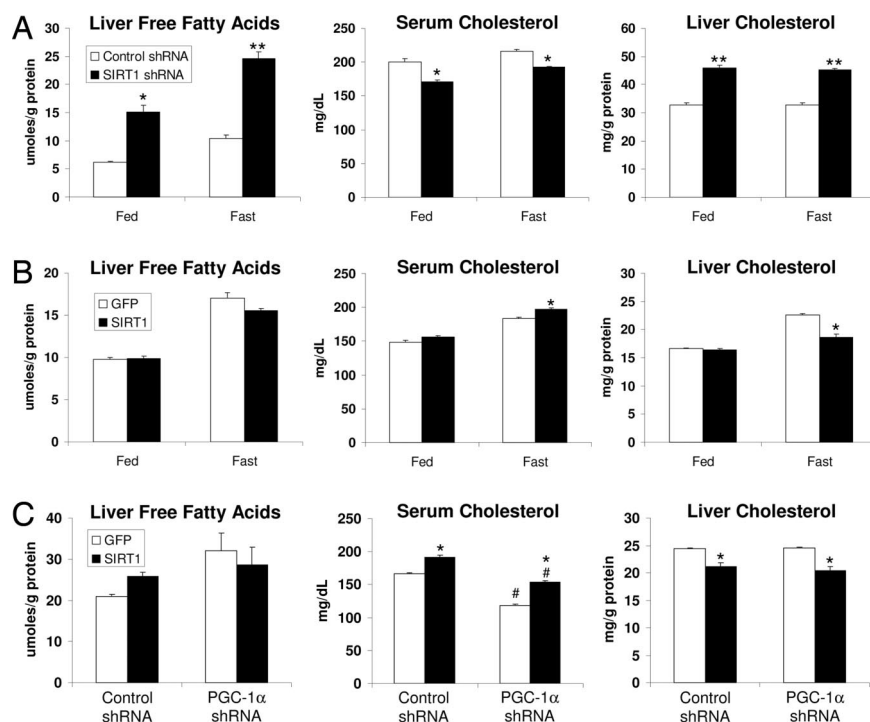 A
Liver Free Fatty Acids
umoles/g protein
30
25
20
15
10
5
0
Control shRNA
SIRT1 shRNA
*
**
Fed
Fast
Serum Cholesterol
mg/dL
250
200
150
100
50
0
*
*
Fed
Fast
Liver Cholesterol
mg/g protein
60
50
40
30
20
10
0
**
**
Fed
Fast
B
Liver Free Fatty Acids
umoles/g protein
20
15
10
5
0
GFP
SIRT1
Fed
Fast
Serum Cholesterol
mg/dL
250
200
150
100
50
0
*
Fed
Fast
Liver Cholesterol
mg/g protein
30
25
20
15
10
5
0
*
Fed
Fast
C
Liver Free Fatty Acids
umoles/g protein
40
30
20
10
0
GFP
SIRT1
Control
shRNA
PGC-1α
shRNA
Serum Cholesterol
mg/dL
250
200
150
100
50
0
*
#
*
#
Control
shRNA
PGC-1α
shRNA
Liver Cholesterol
mg/g protein
30
25
20
15
10
5
0
*
*
Control
shRNA
PGC-1α
shRNA